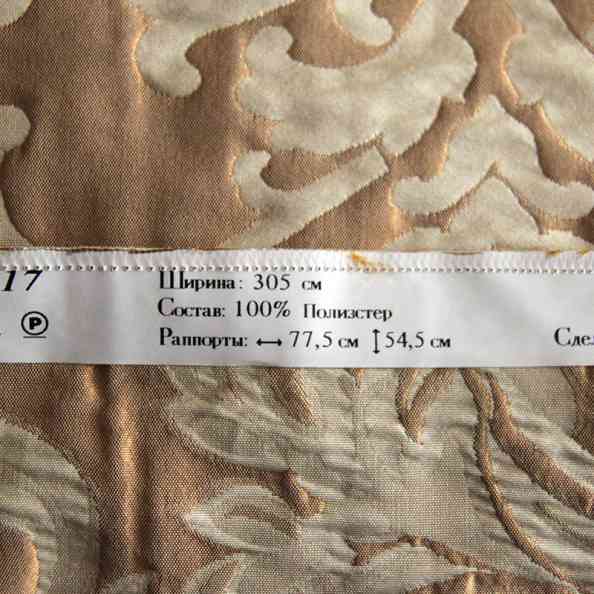 17 Ширина: 305 см
P Состав: 100% Полиэстер
Раппорты: ↔ 77,5 см ↕ 54,5 см